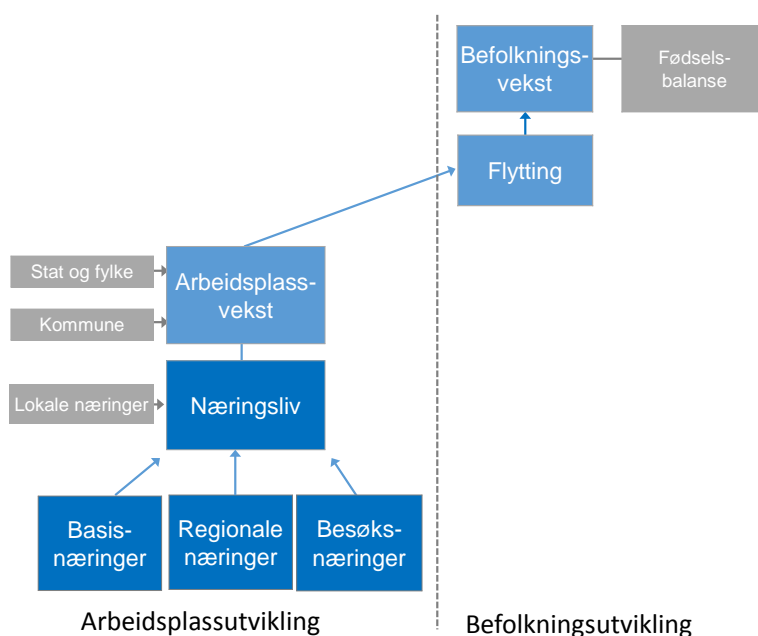 Befolknings-
vekst
Fødsels-
balanse
Flytting
Stat og fylke
Arbeidsplass-
vekst
Kommune
Lokale næringer
Næringsliv
Basis-
næringer
Regionale
næringer
Besøks-
næringer
Arbeidsplassutvikling
Befolkningsutvikling